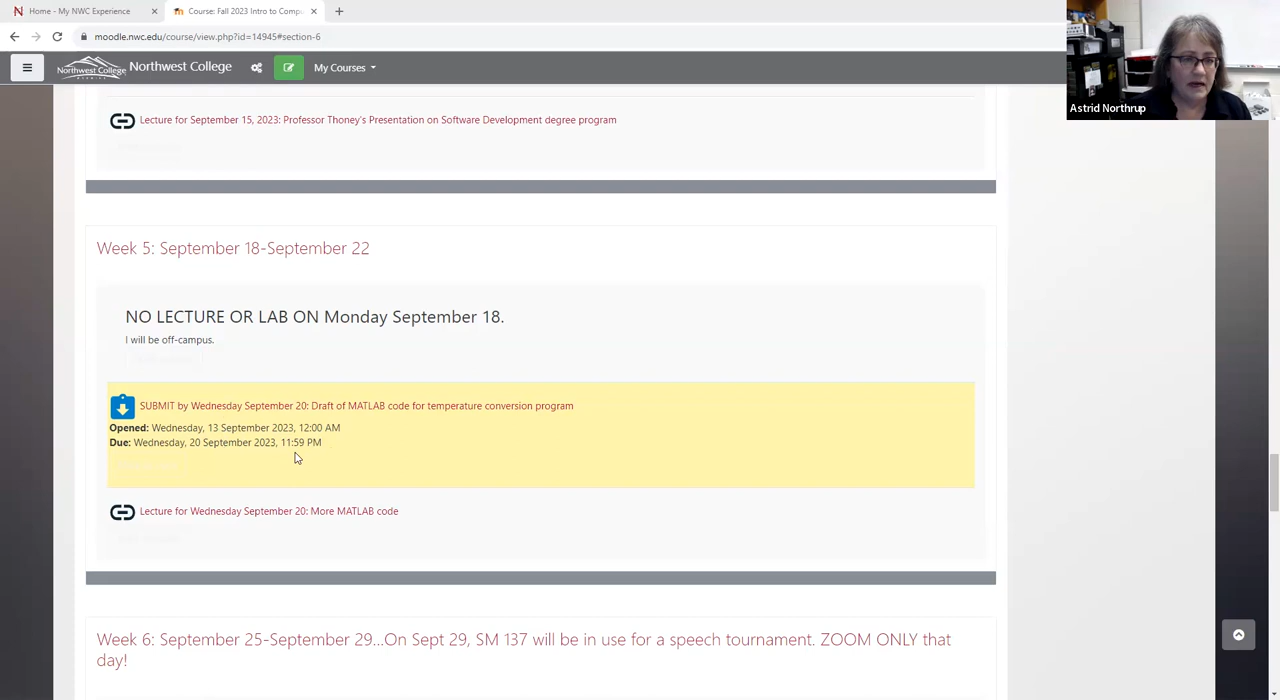 Home - My NWC Experience
Course: Fall 2023 Intro to Comp
moodle.nwc.edu/course/view.php?id=14945#section-6
Northwest College
Northwest College
My Courses
Astrid Northrup
Lecture for September 15, 2023: Professor Thoney's Presentation on Software Development degree program
Week 5: September 18-September 22
NO LECTURE OR LAB ON Monday September 18.
I will be off-campus.
SUBMIT by Wednesday September 20: Draft of MATLAB code for temperature conversion program
Opened: Wednesday, 13 September 2023, 12:00 AM
Due: Wednesday, 20 September 2023, 11:59 PM
Lecture for Wednesday September 20: More MATLAB code
Week 6: September 25-September 29...On Sept 29, SM 137 will be in use for a speech tournament. ZOOM ONLY that
day!